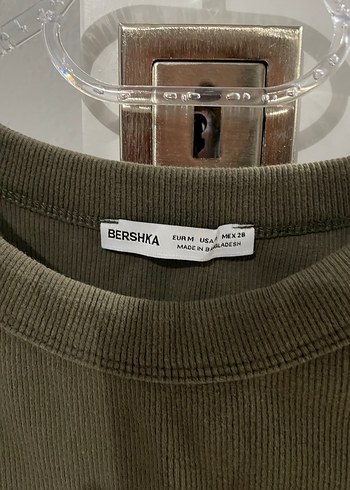 BERSHKA
EUR M USA MEX 28
MADE IN BANGLADESH